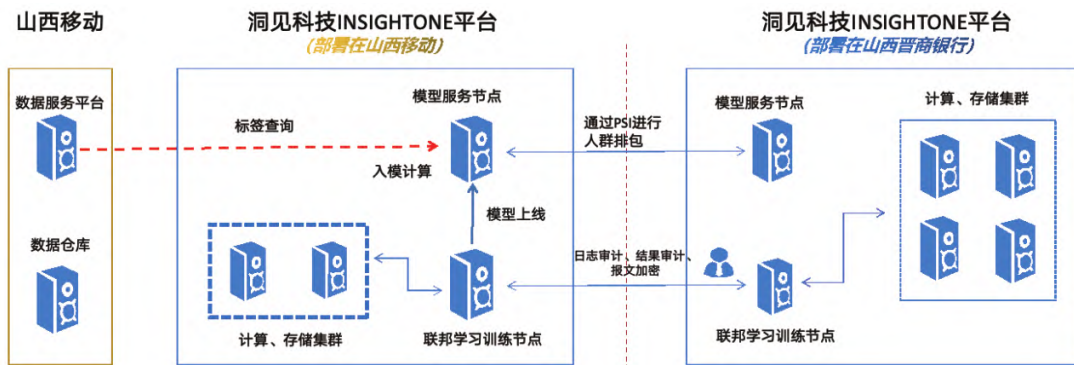 山西移动
洞见科技INSIGHTONE平台
(部署在山西移动)
洞见科技INSIGHTONE平台
(部署在山西晋商银行)
数据服务平台
数据仓库
标签查询
入模计算
模型服务节点
模型上线
计算、存储集群
联邦学习训练节点
通过PSI进行
人群排包
日志审计、结果审计、
报文加密
模型服务节点
计算、存储集群
联邦学习训练节点